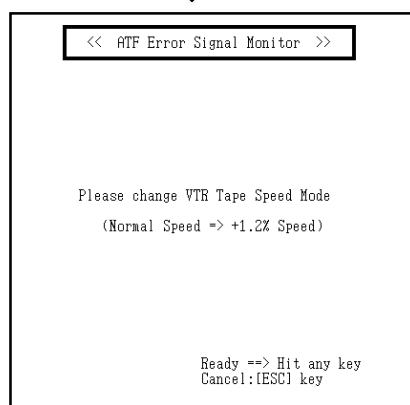 << ATF Error Signal Monitor >>
Please change VTR Tape Speed Mode
(Normal Speed => +1.2% Speed)
Ready ==> Hit any key
Cancel:[ESC] key